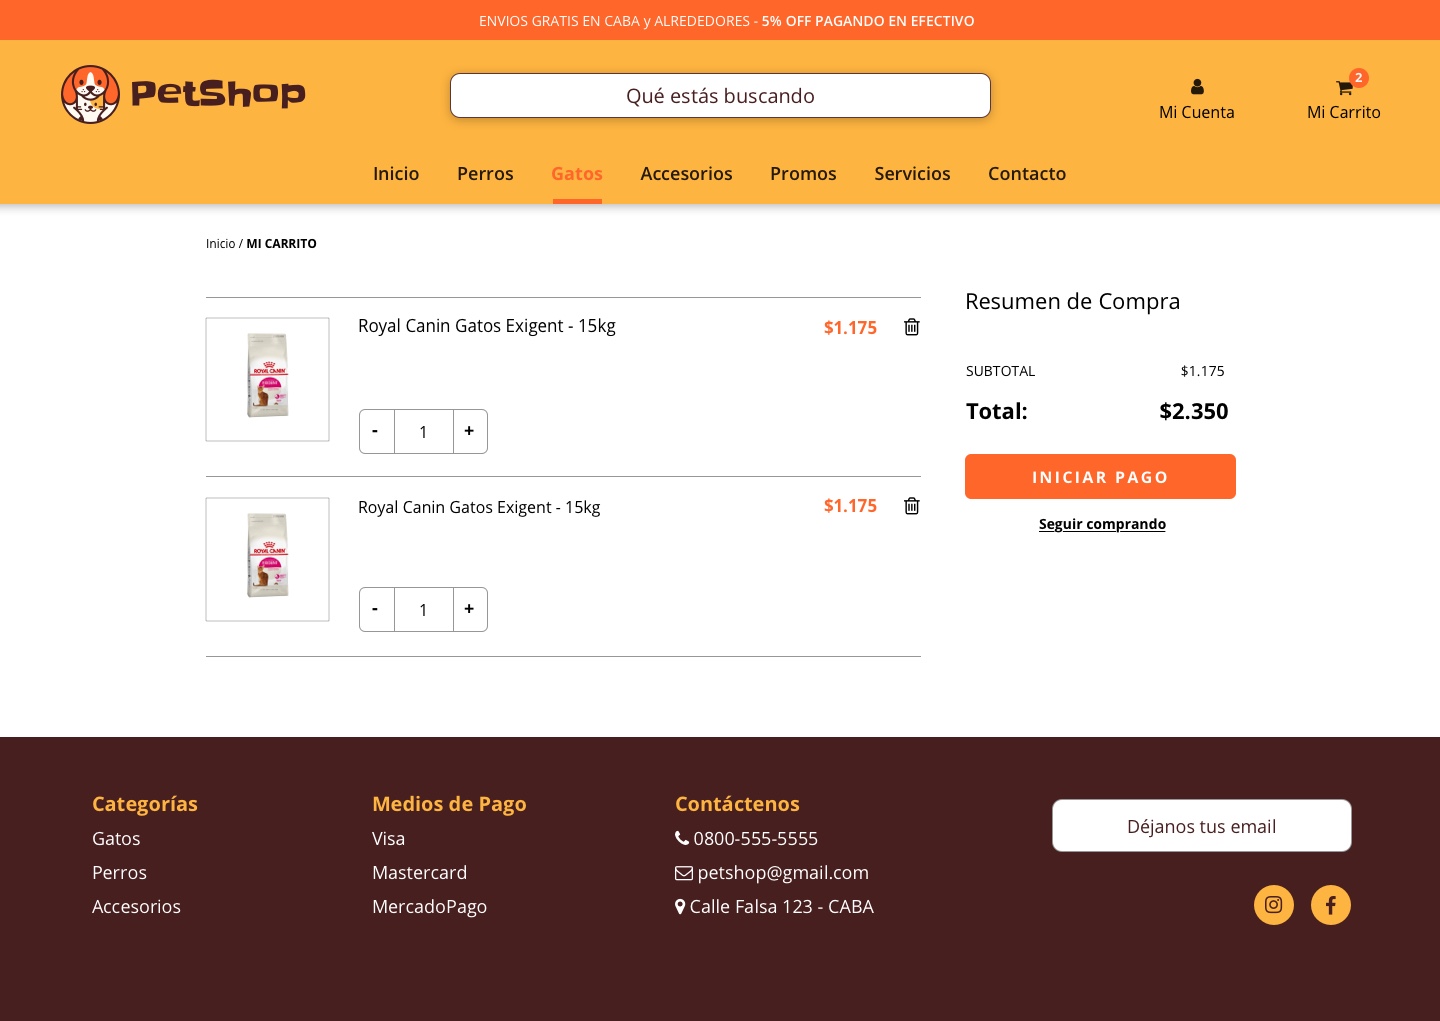 ENVIOS GRATIS EN CABA y ALREDEDORES - 5% OFF PAGANDO EN EFECTIVO
PetShop
Qué estás buscando
2
Mi Cuenta
Mi Carrito
Inicio Perros Gatos Accesorios Promos Servicios Contacto
Inicio / MI CARRITO
Royal Canin Gatos Exigent - 15kg
$1.175
ROYAL CANIN
- 1 +
Royal Canin Gatos Exigent - 15kg
$1.175
ROYAL CANIN
- 1 +
Resumen de Compra
SUBTOTAL $1.175
Total: $2.350
INICIAR PAGO
Seguir comprando
Categorías
Gatos
Perros
Accesorios
Medios de Pago
Visa
Mastercard
MercadoPago
Contáctenos
0800-555-5555
petshop@gmail.com
Calle Falsa 123 - CABA
Déjanos tus email